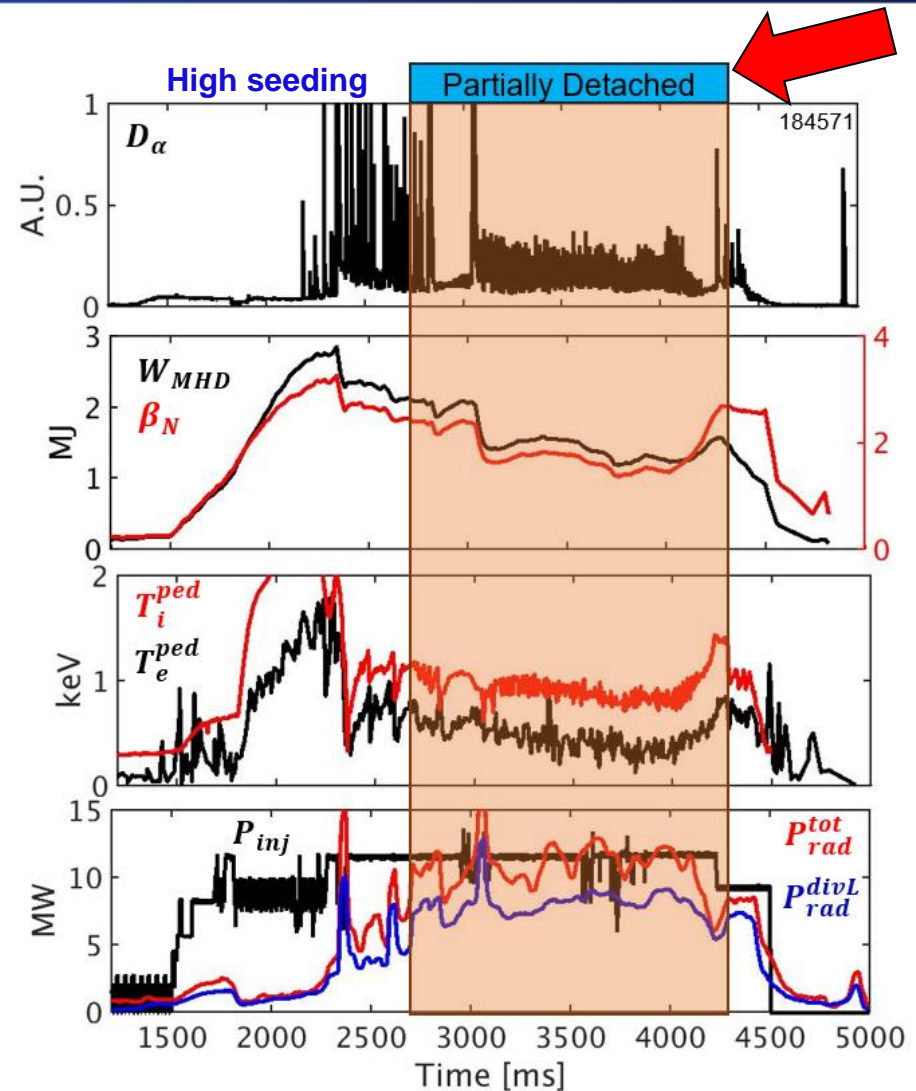 High seeding
Partially Detached
184571
D_α
A.U.
1
0.5
0
W_MHD
β_N
MJ
3
2
1
0
4
2
0
T_i^ped
T_e^ped
keV
2
1
0
P_inj
P_rad^tot
P_rad^divL
MW
15
10
5
0
1500 2000 2500 3000 3500 4000 4500 5000
Time [ms]